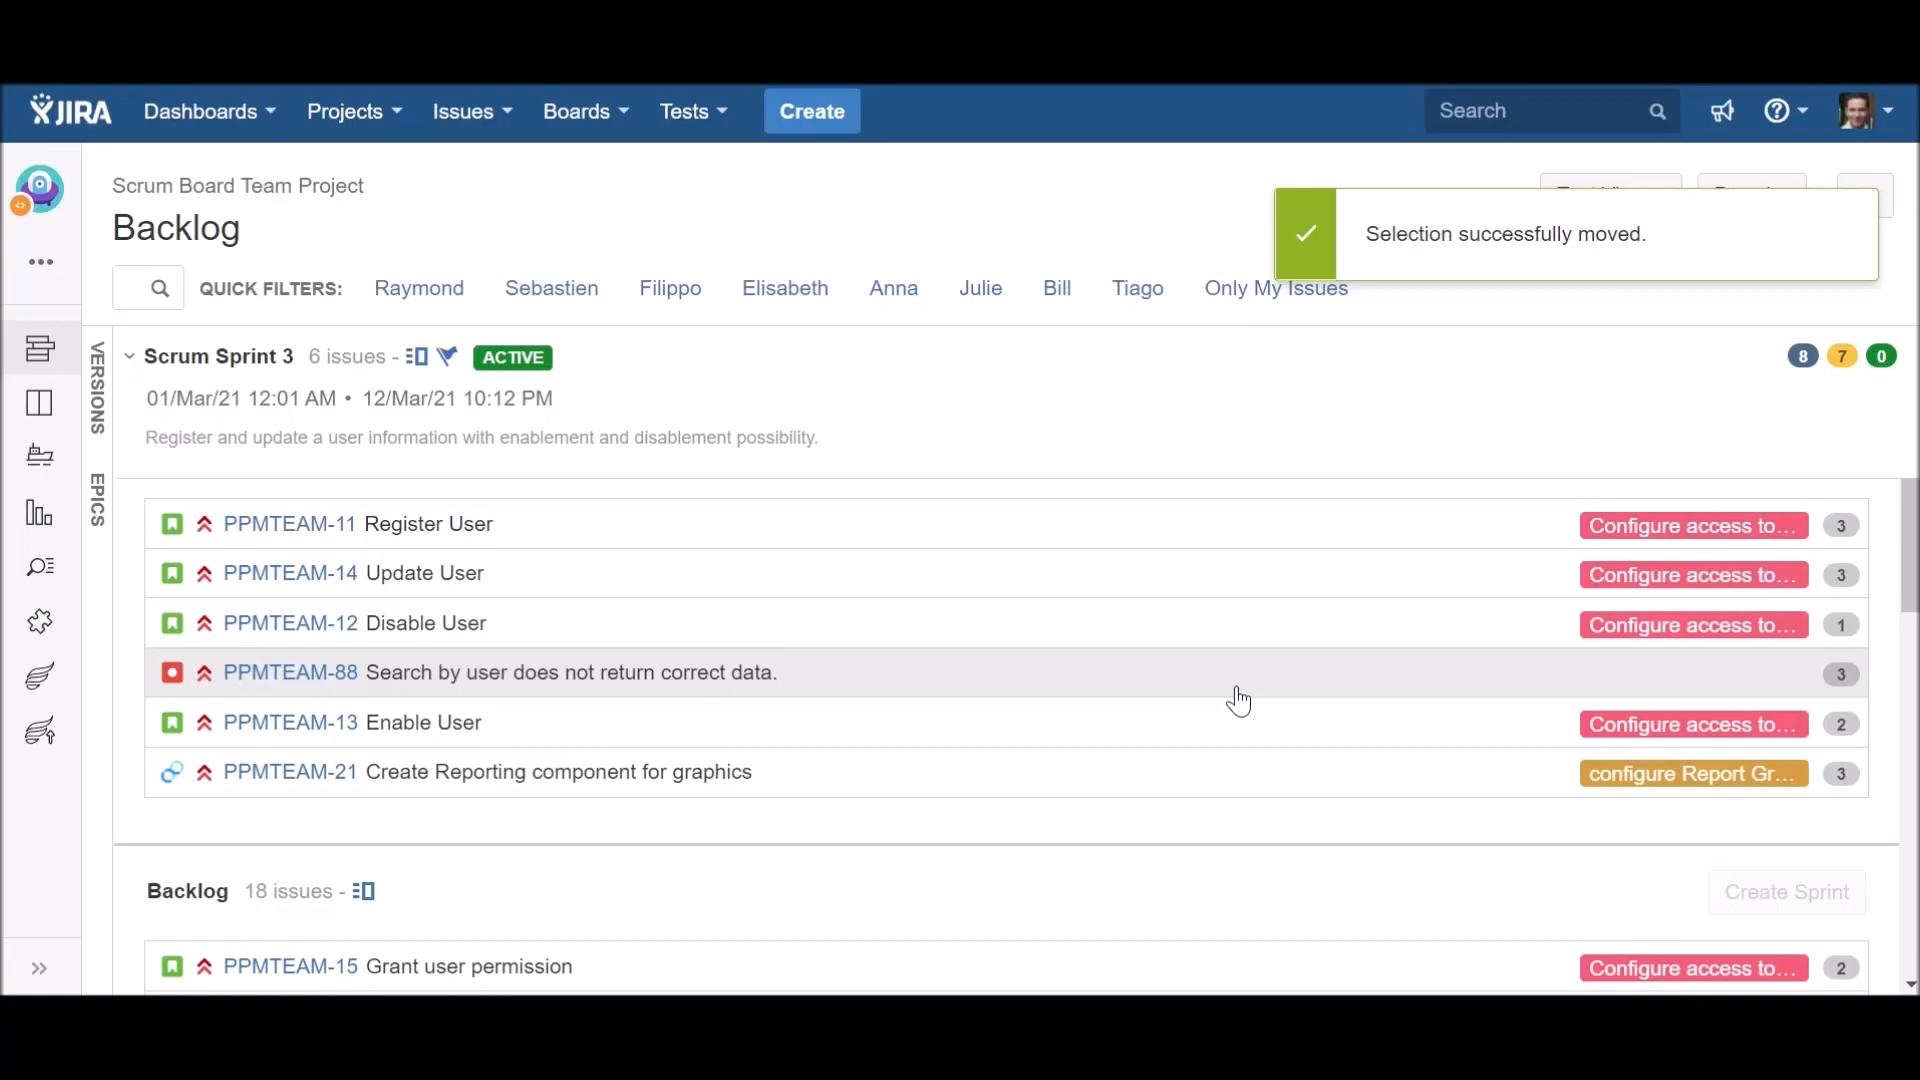 JIRA Dashboards Projects Issues Boards Tests Create Search
Scrum Board Team Project
Backlog
Selection successfully moved.
QUICK FILTERS: Raymond Sebastien Filippo Elisabeth Anna Julie Bill Tiago Only My Issues
VERSIONS
EPICS
Scrum Sprint 3 6 issues - ACTIVE 8 7 0
01/Mar/21 12:01 AM • 12/Mar/21 10:12 PM
Register and update a user information with enablement and disablement possibility.
PPMTEAM-11 Register User Configure access to... 3
PPMTEAM-14 Update User Configure access to... 3
PPMTEAM-12 Disable User Configure access to... 1
PPMTEAM-88 Search by user does not return correct data. 3
PPMTEAM-13 Enable User Configure access to... 2
PPMTEAM-21 Create Reporting component for graphics configure Report Gr... 3
Backlog 18 issues - Create Sprint
PPMTEAM-15 Grant user permission Configure access to... 2